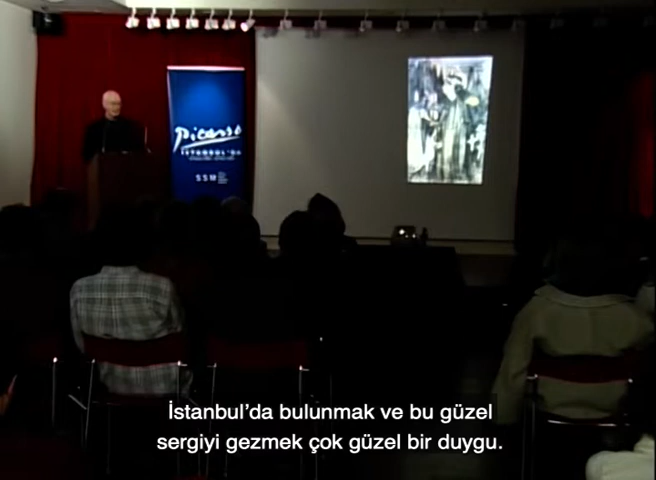 Picasso
İSTANBUL'DA
SSM
İstanbul'da bulunmak ve bu güzel
sergiyi gezmek çok güzel bir duygu.